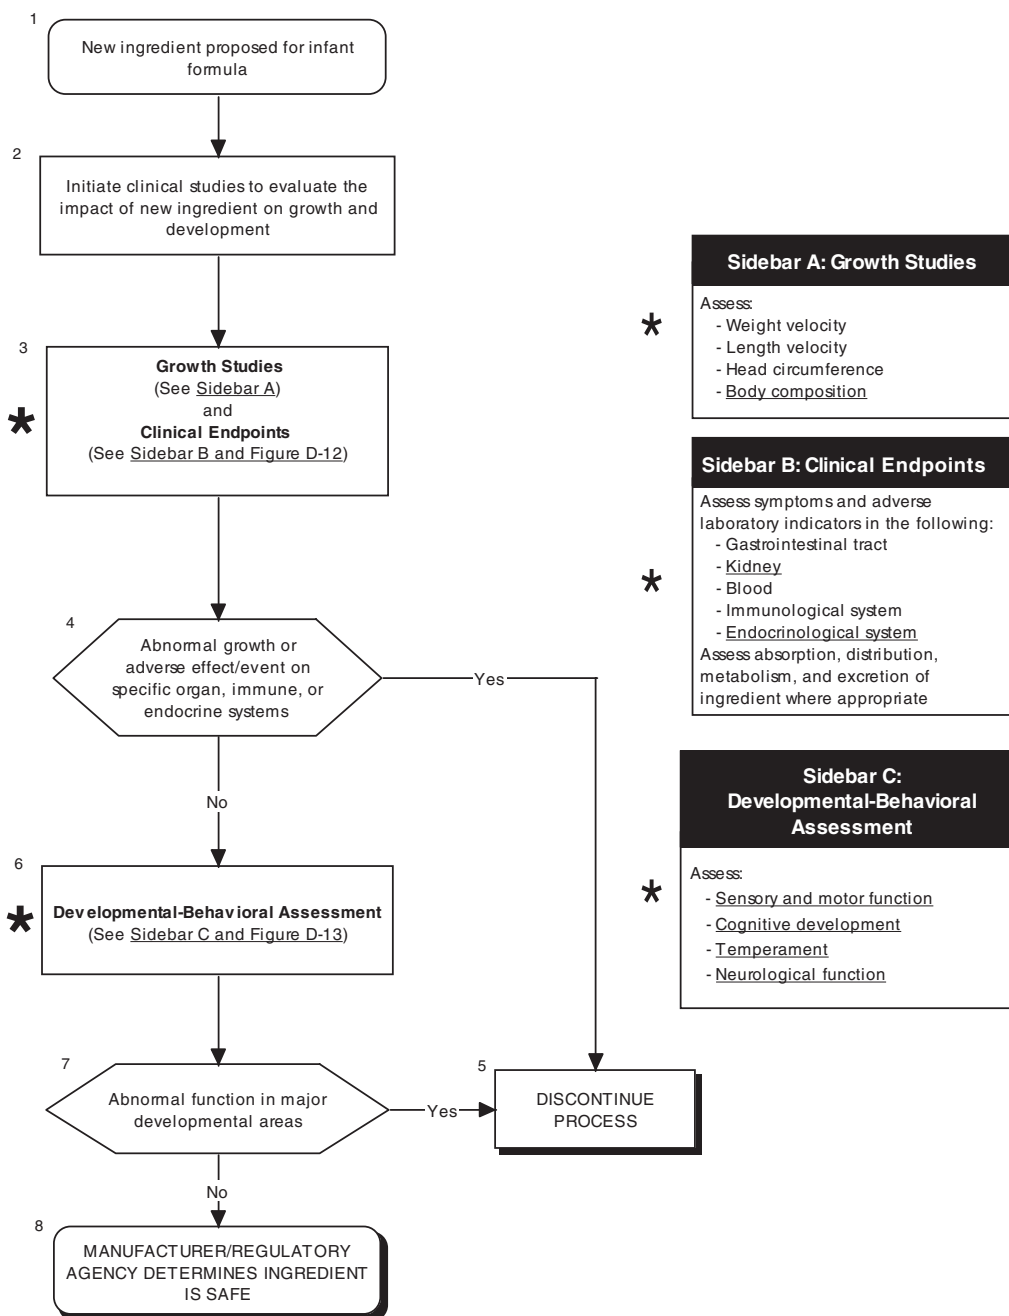 1
New ingredient proposed for infant
formula
2
Initiate clinical studies to evaluate the
impact of new ingredient on growth and
development
3
Growth Studies
(See Sidebar A)
and
Clinical Endpoints
(See Sidebar B and Figure D-12)
*
4
Abnormal growth or
adverse effect/event on
specific organ, immune, or
endocrine systems
Yes
No
6
Developmental-Behavioral Assessment
(See Sidebar C and Figure D-13)
*
7
Abnormal function in major
developmental areas
Yes
5
DISCONTINUE
PROCESS
No
8
MANUFACTURER/REGULATORY
AGENCY DETERMINES INGREDIENT
IS SAFE
Sidebar A: Growth Studies
*
Assess:
- Weight velocity
- Length velocity
- Head circumference
- Body composition
Sidebar B: Clinical Endpoints
Assess symptoms and adverse
laboratory indicators in the following:
- Gastrointestinal tract
*
- Kidney
- Blood
- Immunological system
- Endocrinological system
Assess absorption, distribution,
metabolism, and excretion of
ingredient where appropriate
Sidebar C:
Developmental-Behavioral
Assessment
Assess:
*
- Sensory and motor function
- Cognitive development
- Temperament
- Neurological function